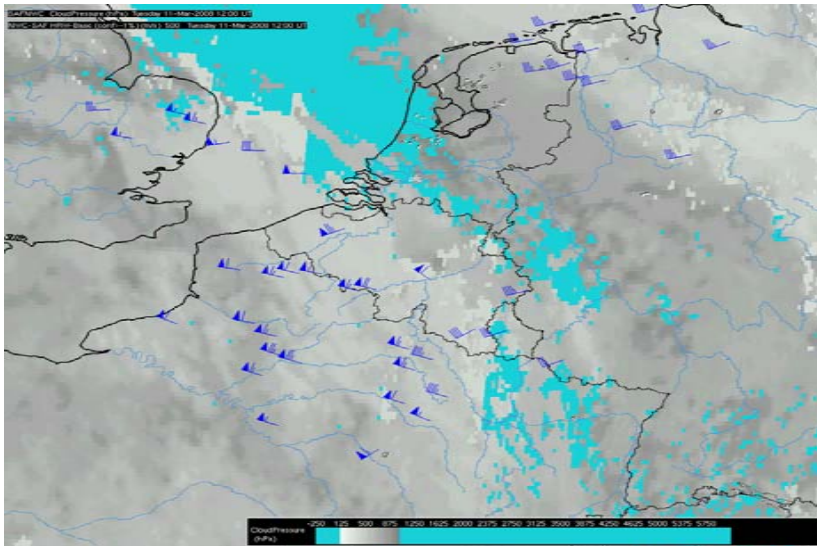 SAFNWC CloudPressure (hPa) Tuesday 11-Mar-2008 12:00 UT
NWC-SAF HRW-Basic (conf>-1%) (m/s) 500 Tuesday 11-Mar-2008 12:00 UT
-250 125 500 875 1250 1625 2000 2375 2750 3125 3500 3875 4250 4625 5000 5375 5750
CloudPressure
(hPa)